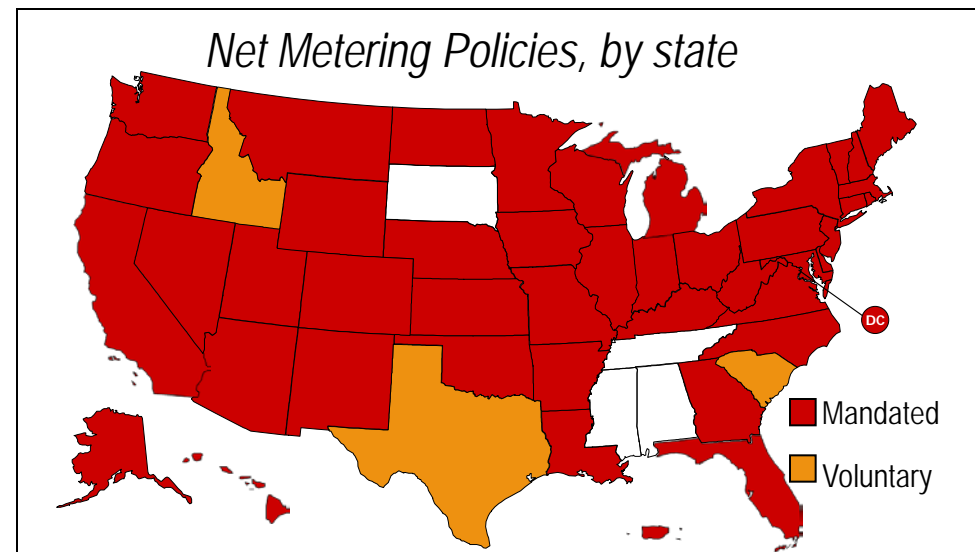 Net Metering Policies, by state
DC
Mandated
Voluntary